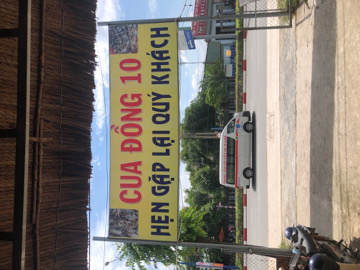 CUA ĐỒNG 10
HẸN GẶP LẠI QUÝ KHÁCH